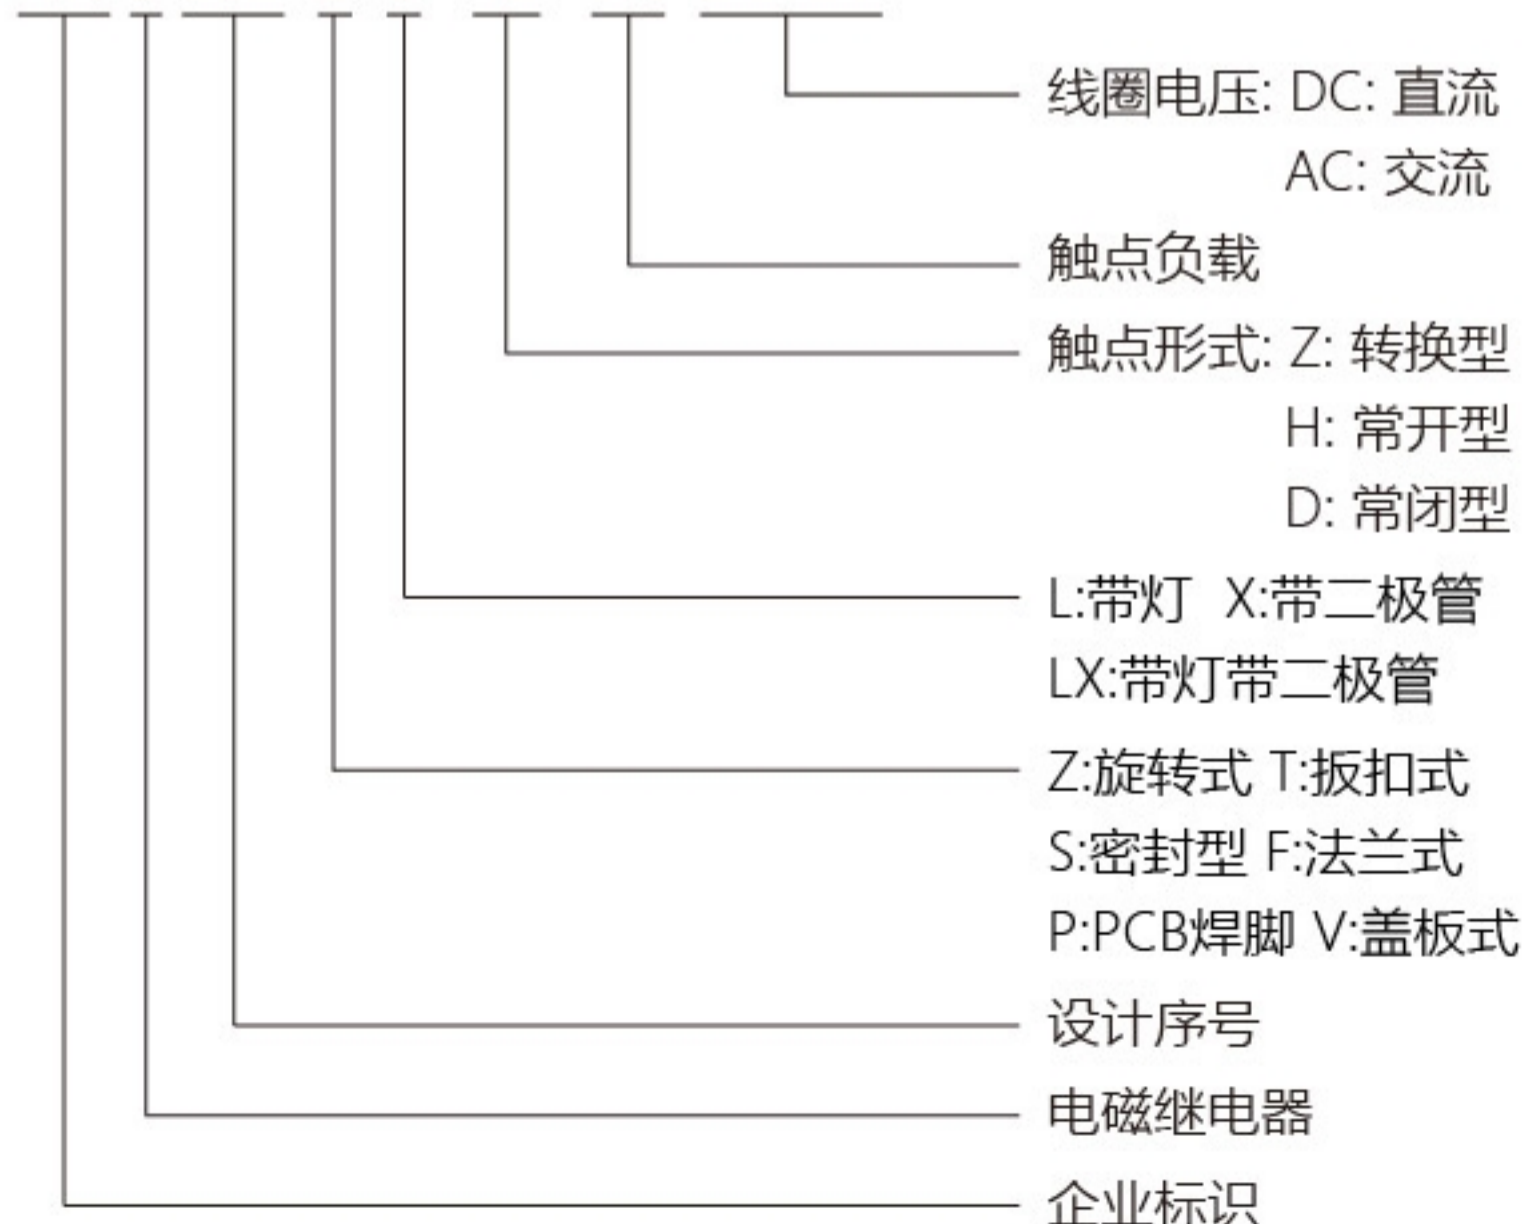 线圈电压: DC: 直流
AC: 交流
触点负载
触点形式: Z: 转换型
H: 常开型
D: 常闭型
L:带灯 X:带二极管
LX:带灯带二极管
Z:旋转式 T:扳扣式
S:密封型 F:法兰式
P:PCB焊脚 V:盖板式
设计序号
电磁继电器
企业标识